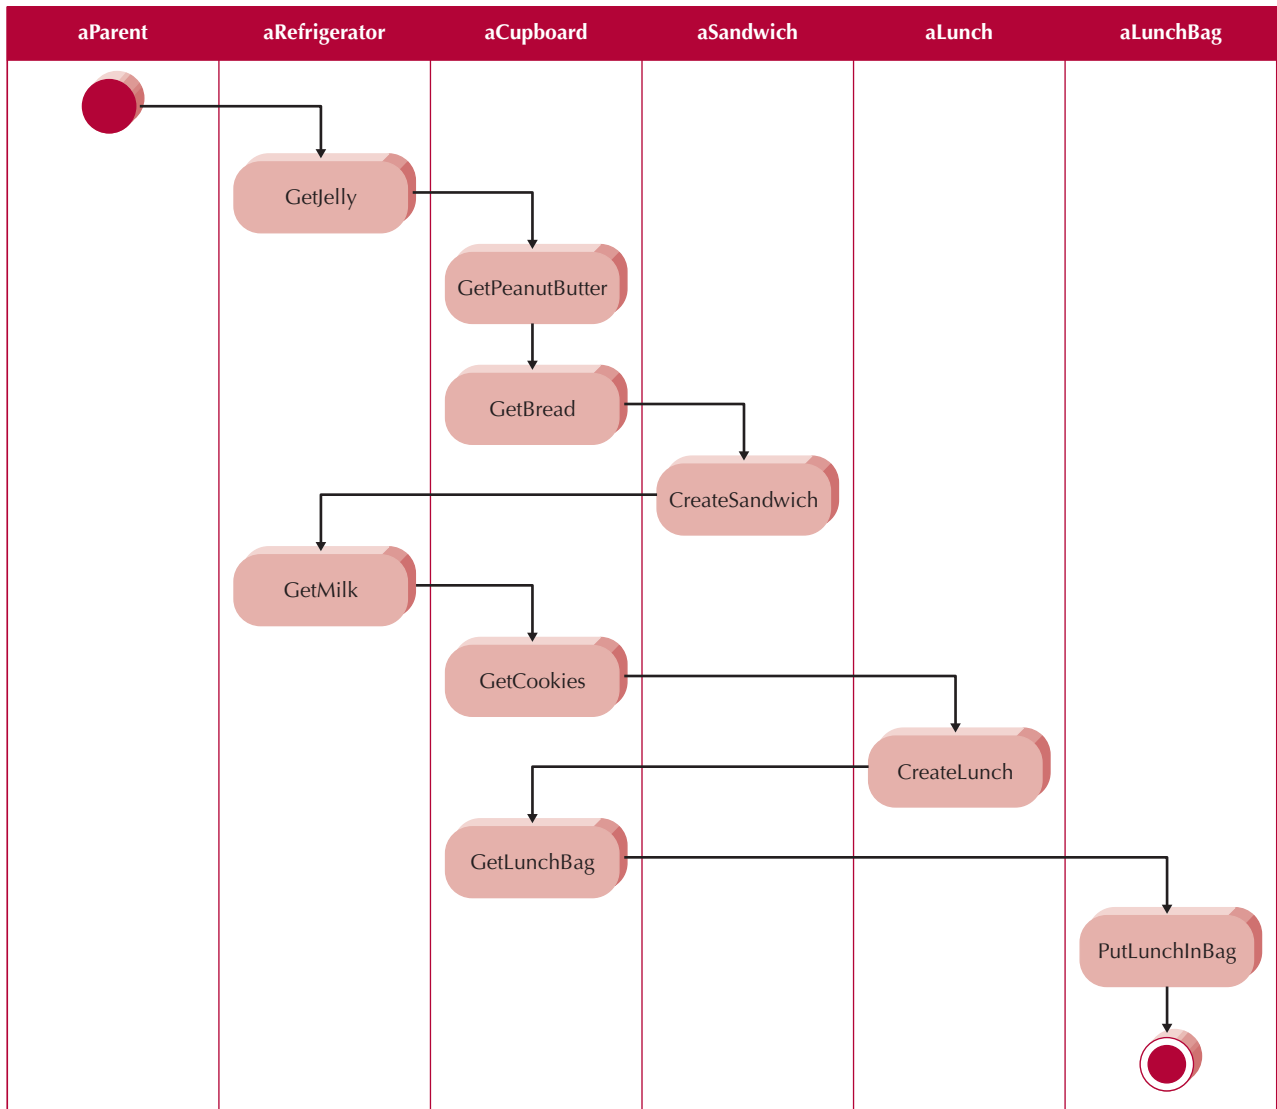 aParent aRefrigerator aCupboard aSandwich aLunch aLunchBag
GetJelly
GetPeanutButter
GetBread
CreateSandwich
GetMilk
GetCookies
CreateLunch
GetLunchBag
PutLunchInBag